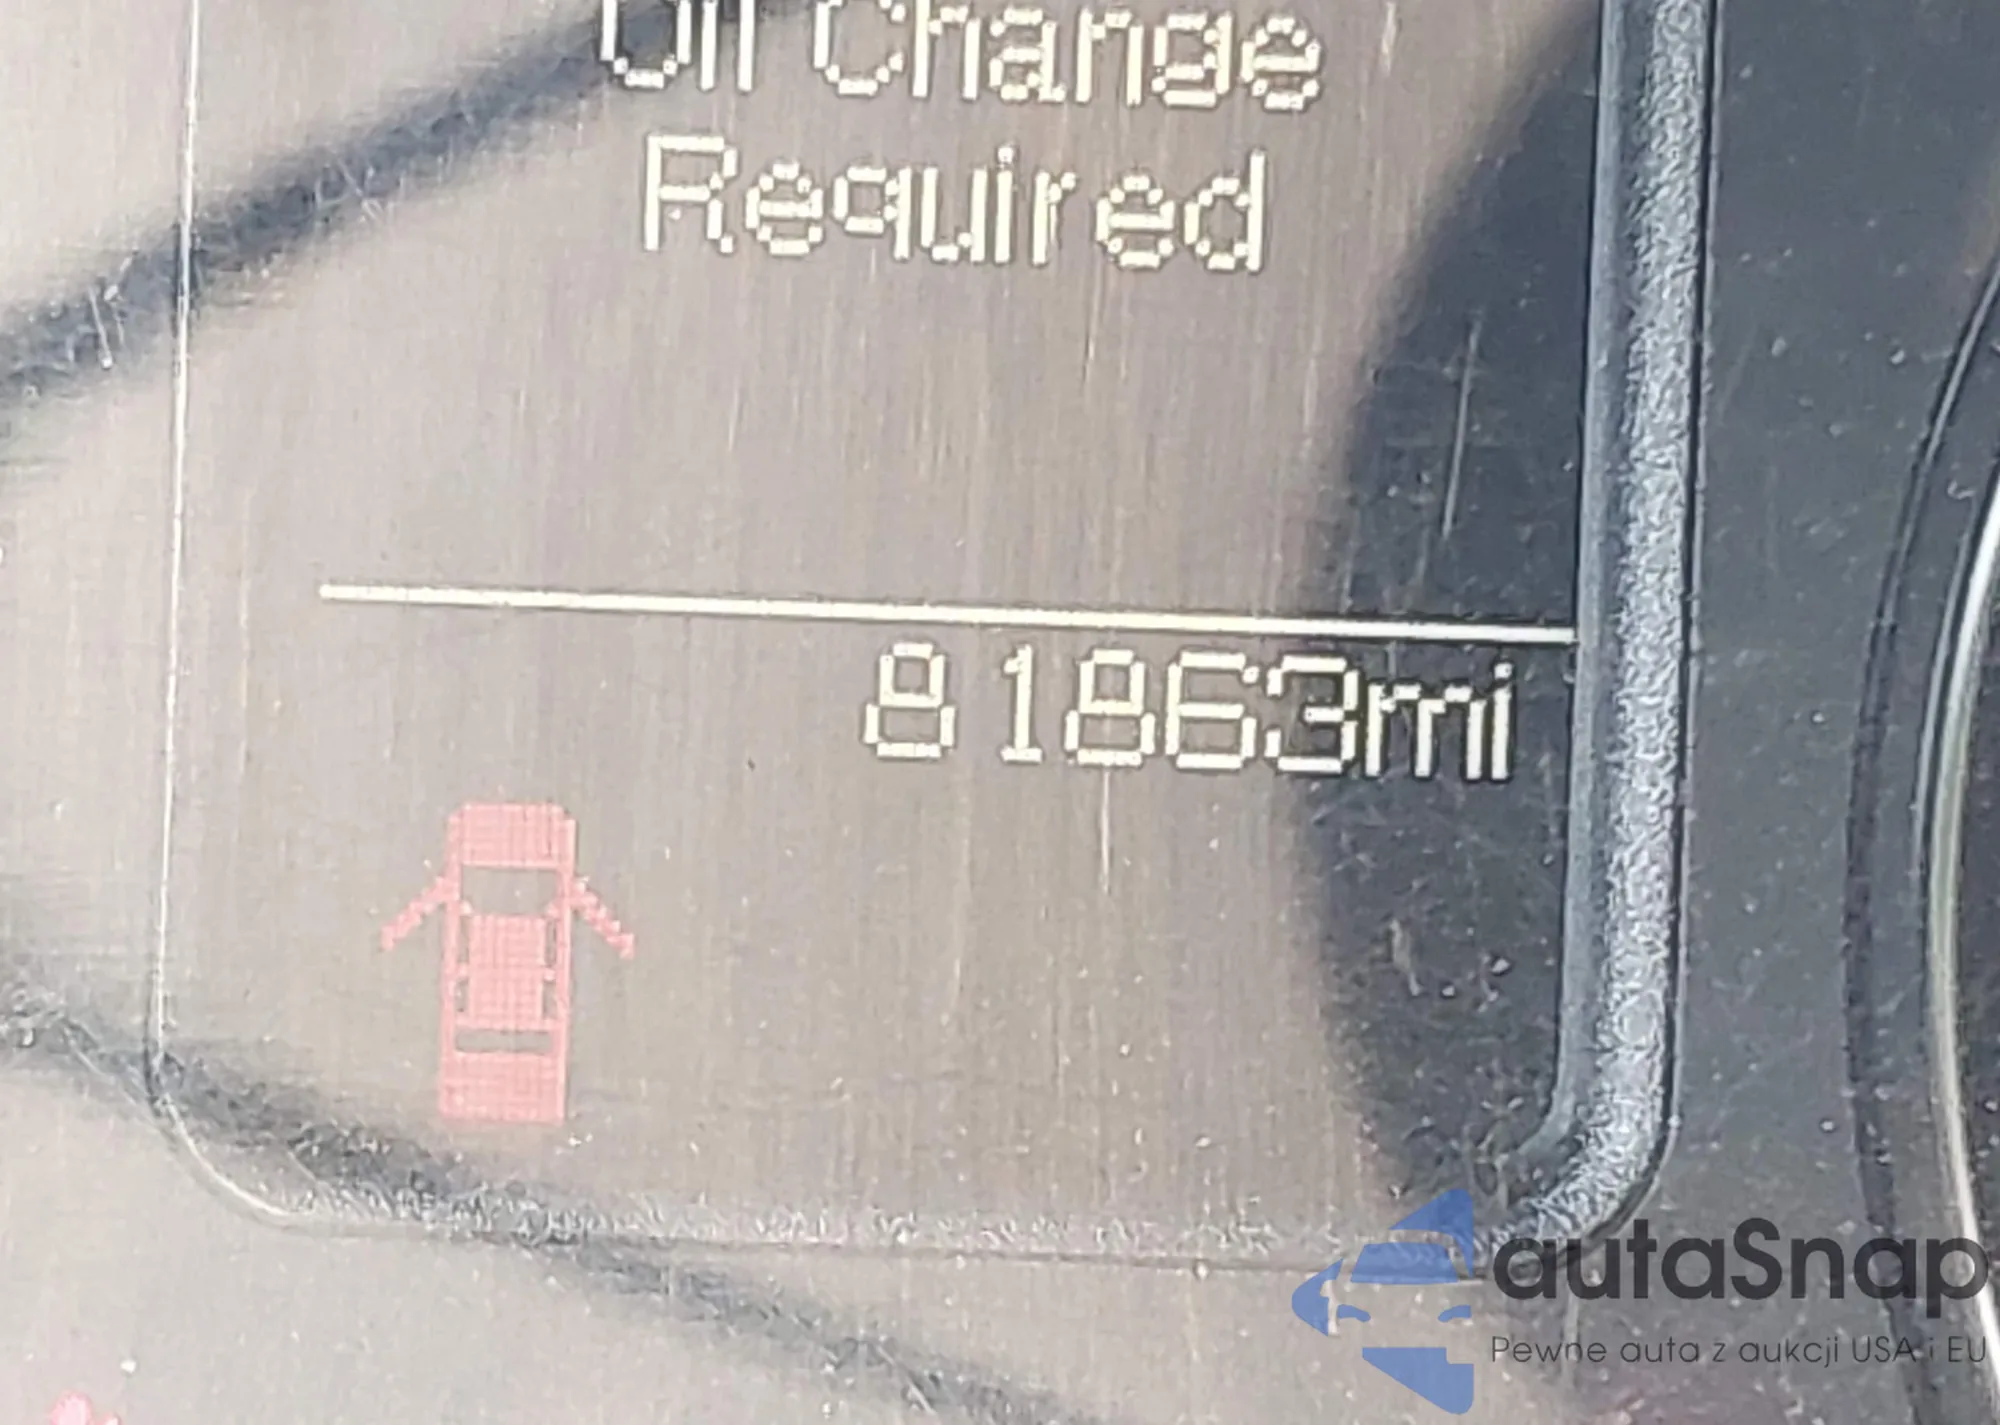 Oil Change
Required
81863mi
autaSnap
Pewne auta z aukcji USA i EU